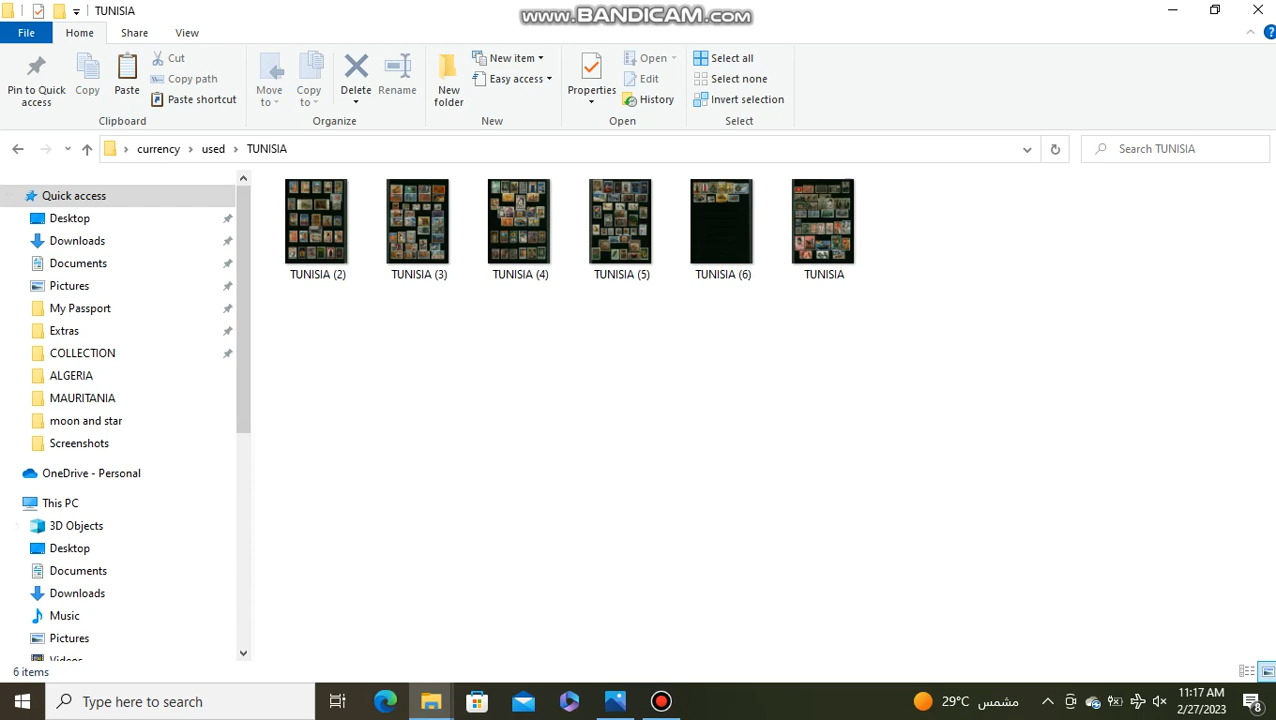 TUNISIA
www.BANDICAM.com
File Home Share View
Pin to Quick access
Copy
Paste
Cut
Copy path
Paste shortcut
Clipboard
Move to
Copy to
Delete
Rename
Organize
New folder
New item
Easy access
New
Properties
Open
Edit
History
Open
Select all
Select none
Invert selection
Select
currency › used › TUNISIA
Search TUNISIA
Quick access
Desktop
Downloads
Documents
Pictures
My Passport
Extras
COLLECTION
ALGERIA
MAURITANIA
moon and star
Screenshots
OneDrive - Personal
This PC
3D Objects
Desktop
Documents
Downloads
Music
Pictures
Videos
TUNISIA (2)
TUNISIA (3)
TUNISIA (4)
TUNISIA (5)
TUNISIA (6)
TUNISIA
6 items
Type here to search
29°C مشمس
11:17 AM
2/27/2023
8